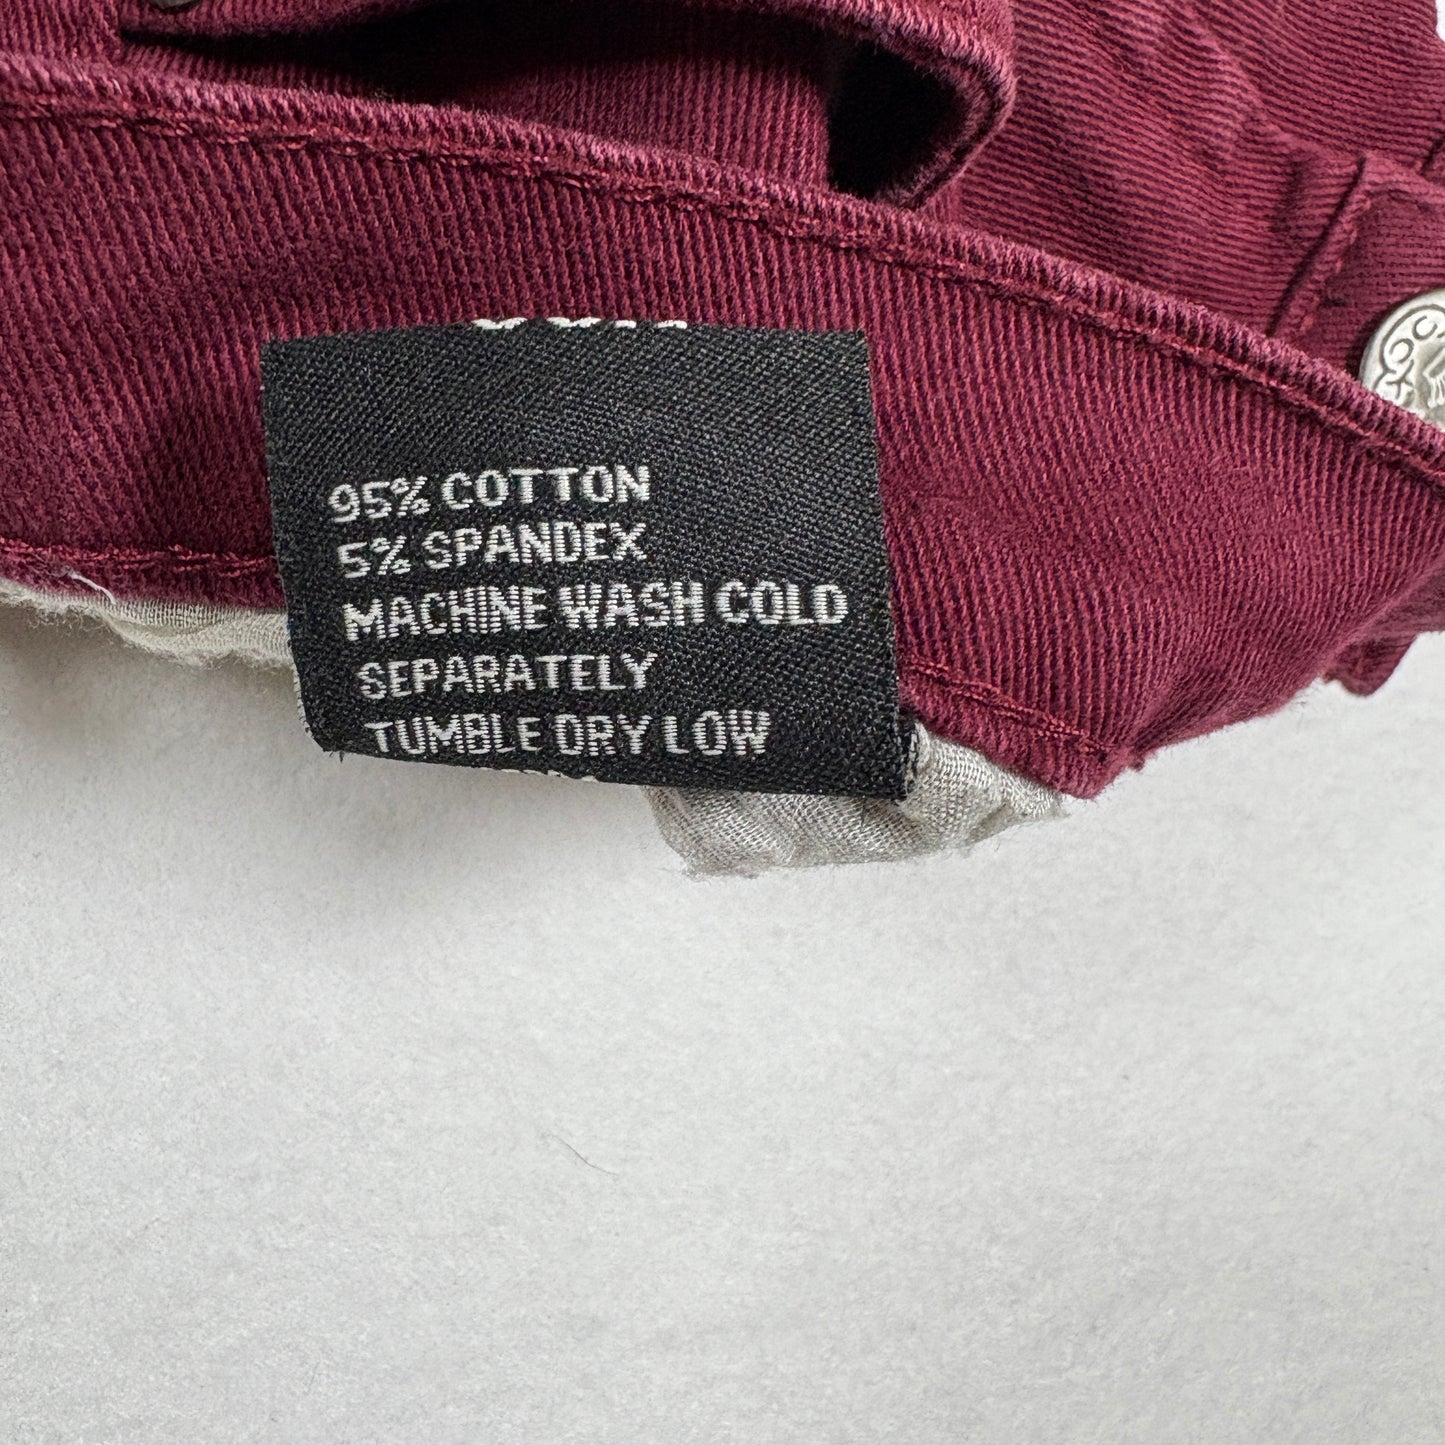 95% COTTON
5% SPANDEX
MACHINE WASH COLD
SEPARATELY
TUMBLE DRY LOW